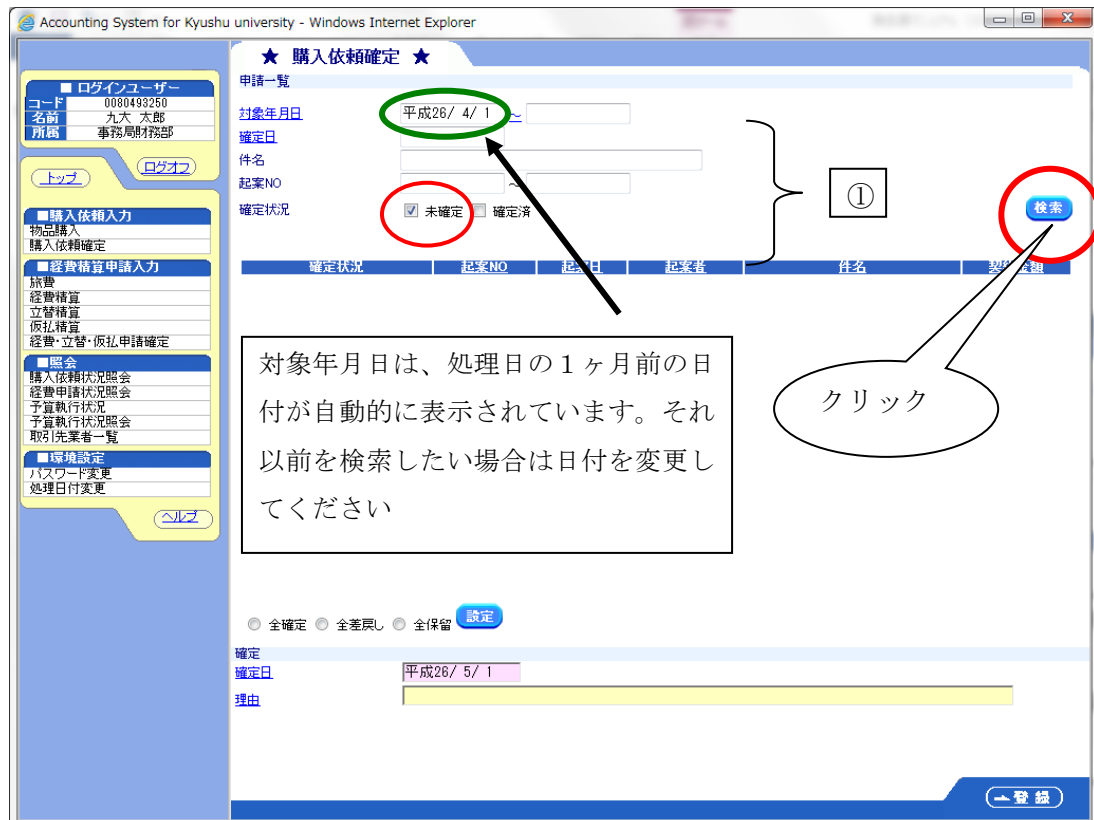 Accounting System for Kyushu university - Windows Internet Explorer
★ 購入依頼確定 ★
申請一覧
■ ログインユーザー
コード 0080493250
名前 九大 太郎
所属 事務局財務部
トップ
ログオフ
■購入依頼入力
物品購入
購入依頼確定
■経費精算申請入力
旅費
経費精算
立替精算
仮払精算
経費・立替・仮払申請確定
■照会
購入依頼状況照会
経費申請状況照会
予算執行状況
予算執行状況照会
取引先業者一覧
■環境設定
パスワード変更
処理日付変更
ヘルプ
対象年月日 平成26/ 4/ 1 ~
確定日
件名
起案NO ~
確定状況 未確定 確定済
①
検索
確定状況 起案NO 起案日 起案者 件名 契約金額
対象年月日は、処理日の1ヶ月前の日
付が自動的に表示されています。それ
以前を検索したい場合は日付を変更し
てください
クリック
全確定 全差戻し 全保留 設定
確定
確定日 平成26/ 5/ 1
理由
登録